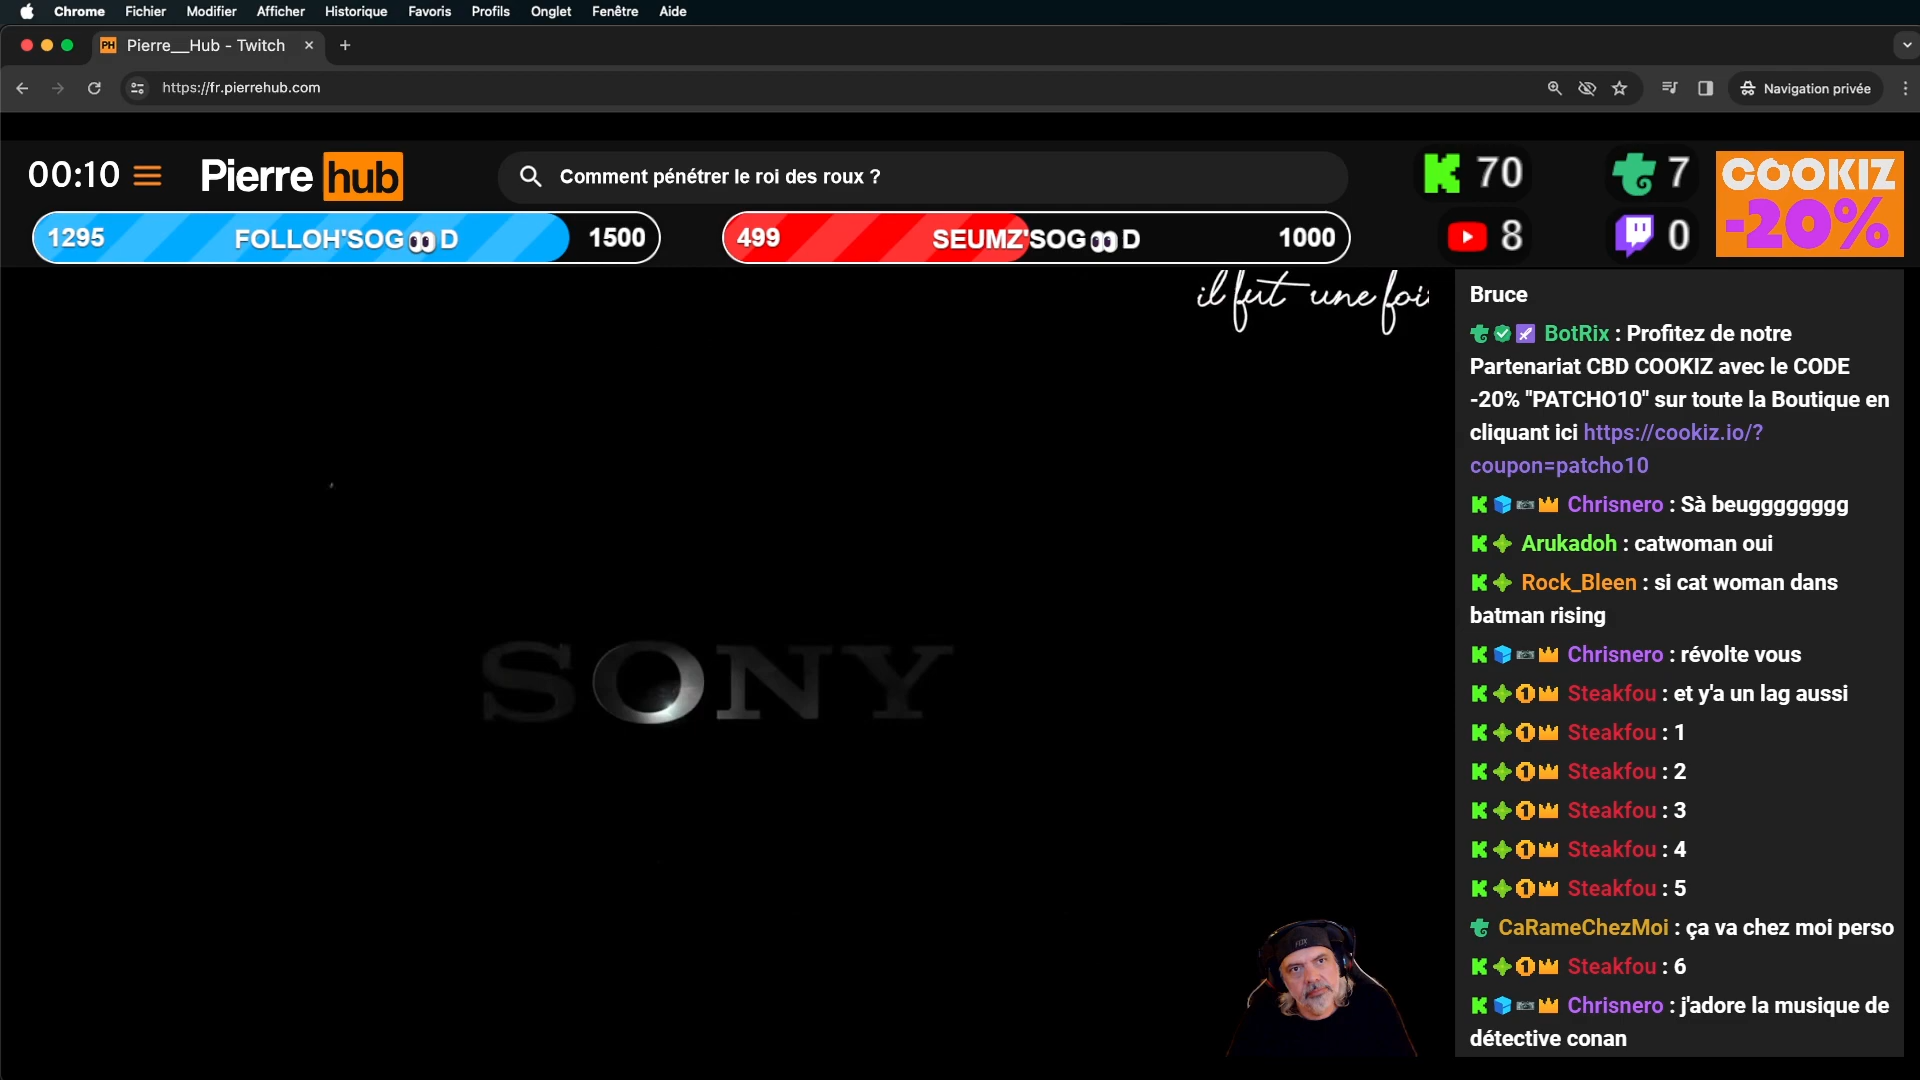 Chrome Fichier Modifier Afficher Historique Favoris Profils Onglet Fenêtre Aide
PH Pierre__Hub - Twitch
https://fr.pierrehub.com
Navigation privée
00:10 Pierre hub
Comment pénétrer le roi des roux ?
70
7
COOKIZ
-20%
1295 FOLLOH'SOG👀D 1500
499 SEUMZ'SOG👀D 1000
8
0
il fut une foi
Bruce
BotRix : Profitez de notre
Partenariat CBD COOKIZ avec le CODE
-20% "PATCHO10" sur toute la Boutique en
cliquant ici https://cookiz.io/?
coupon=patcho10
Chrisnero : Sà beugggggggg
Arukadoh : catwoman oui
Rock_Bleen : si cat woman dans
batman rising
Chrisnero : révolte vous
Steakfou : et y'a un lag aussi
Steakfou : 1
Steakfou : 2
Steakfou : 3
Steakfou : 4
Steakfou : 5
CaRameChezMoi : ça va chez moi perso
Steakfou : 6
Chrisnero : j'adore la musique de
détective conan
SONY
FOX